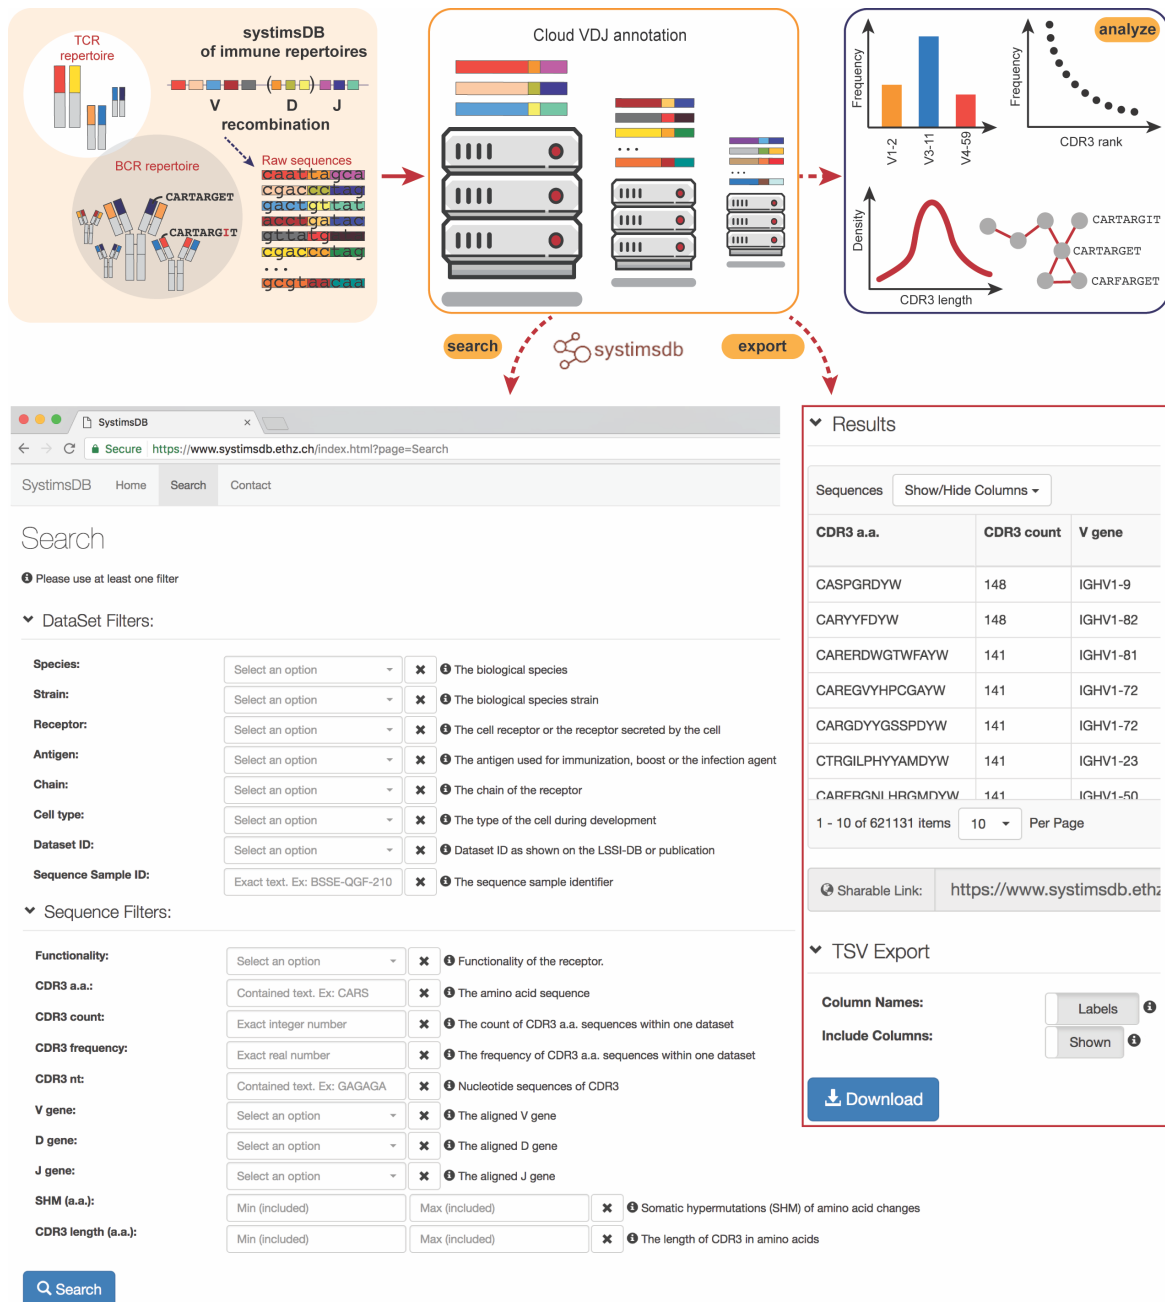 TCR
repertoire
systimsDB
of immune repertoires
V D J
recombination
BCR repertoire
CARTARGET
CARTARGIT
Raw sequences
caattagca
cgaccctag
gactgttat
acctgatac
cgaccctag
...
gcgtaacaa
Cloud VDJ annotation
...
analyze
Frequency
V1-2
V3-11
V4-59
Frequency
CDR3 rank
Density
CDR3 length
CARTARGIT
CARTARGET
CARFARGET
search
systimsdb
export
SystimsDB ×
Secure https://www.systimsdb.ethz.ch/index.html?page=Search
SystimsDB Home Search Contact
Search
Please use at least one filter
DataSet Filters:
Species: Select an option The biological species
Strain: Select an option The biological species strain
Receptor: Select an option The cell receptor or the receptor secreted by the cell
Antigen: Select an option The antigen used for immunization, boost or the infection agent
Chain: Select an option The chain of the receptor
Cell type: Select an option The type of the cell during development
Dataset ID: Select an option Dataset ID as shown on the LSSI-DB or publication
Sequence Sample ID: Exact text. Ex: BSSE-QGF-210 The sequence sample identifier
Sequence Filters:
Functionality: Select an option Functionality of the receptor.
CDR3 a.a.: Contained text. Ex: CARS The amino acid sequence
CDR3 count: Exact integer number The count of CDR3 a.a. sequences within one dataset
CDR3 frequency: Exact real number The frequency of CDR3 a.a. sequences within one dataset
CDR3 nt: Contained text. Ex: GAGAGA Nucleotide sequences of CDR3
V gene: Select an option The aligned V gene
D gene: Select an option The aligned D gene
J gene: Select an option The aligned J gene
SHM (a.a.): Min (included) Max (included) Somatic hypermutations (SHM) of amino acid changes
CDR3 length (a.a.): Min (included) Max (included) The length of CDR3 in amino acids
Search
Results
Sequences Show/Hide Columns
CDR3 a.a. CDR3 count V gene
CASPGRDYW 148 IGHV1-9
CARYYFDYW 148 IGHV1-82
CARERDWGTWFAYW 141 IGHV1-81
CAREGVYHPCGAYW 141 IGHV1-72
CARGDYYGSSPDYW 141 IGHV1-72
CTRGILPHYYAMDYW 141 IGHV1-23
CARERGNLHRGMDYW 141 IGHV1-50
1 - 10 of 621131 items 10 Per Page
Sharable Link: https://www.systimsdb.ethz
TSV Export
Column Names: Labels
Include Columns: Shown
Download